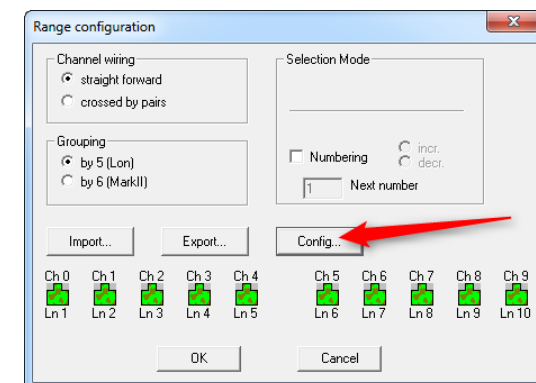 Range configuration
Channel wiring
straight forward
crossed by pairs
Grouping
by 5 (Lon)
by 6 (MarkII)
Selection Mode
Numbering
incr.
decr.
1 Next number
Import... Export... Config...
Ch 0 Ch 1 Ch 2 Ch 3 Ch 4 Ch 5 Ch 6 Ch 7 Ch 8 Ch 9
Ln 1 Ln 2 Ln 3 Ln 4 Ln 5 Ln 6 Ln 7 Ln 8 Ln 9 Ln 10
OK Cancel